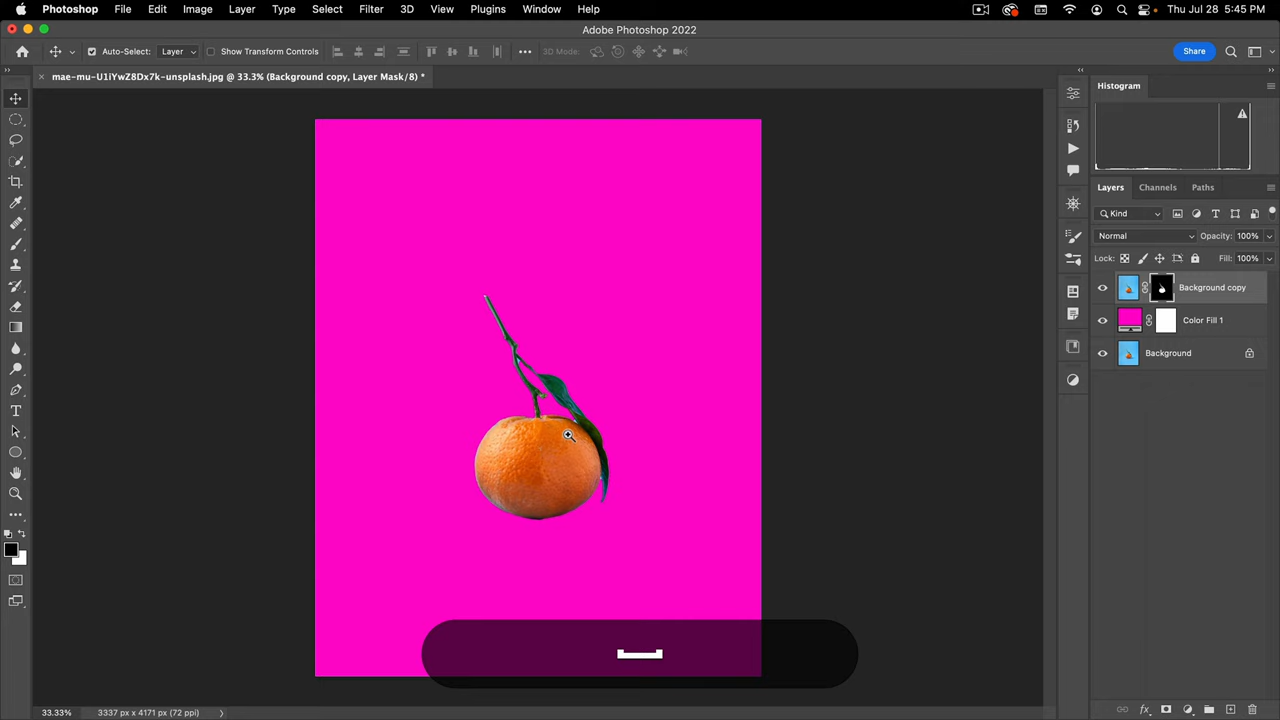 Photoshop File Edit Image Layer Type Select Filter 3D View Plugins Window Help Thu Jul 28 5:45 PM
Adobe Photoshop 2022
Auto-Select: Layer Show Transform Controls 3D Mode: Share
mae-mu-U1iYwZ8Dx7k-unsplash.jpg @ 33.3% (Background copy, Layer Mask/8) *
Histogram
Layers Channels Paths
Kind
Normal Opacity: 100%
Lock: Fill: 100%
Background copy
Color Fill 1
Background
33.33% 3337 px x 4171 px (72 ppi)